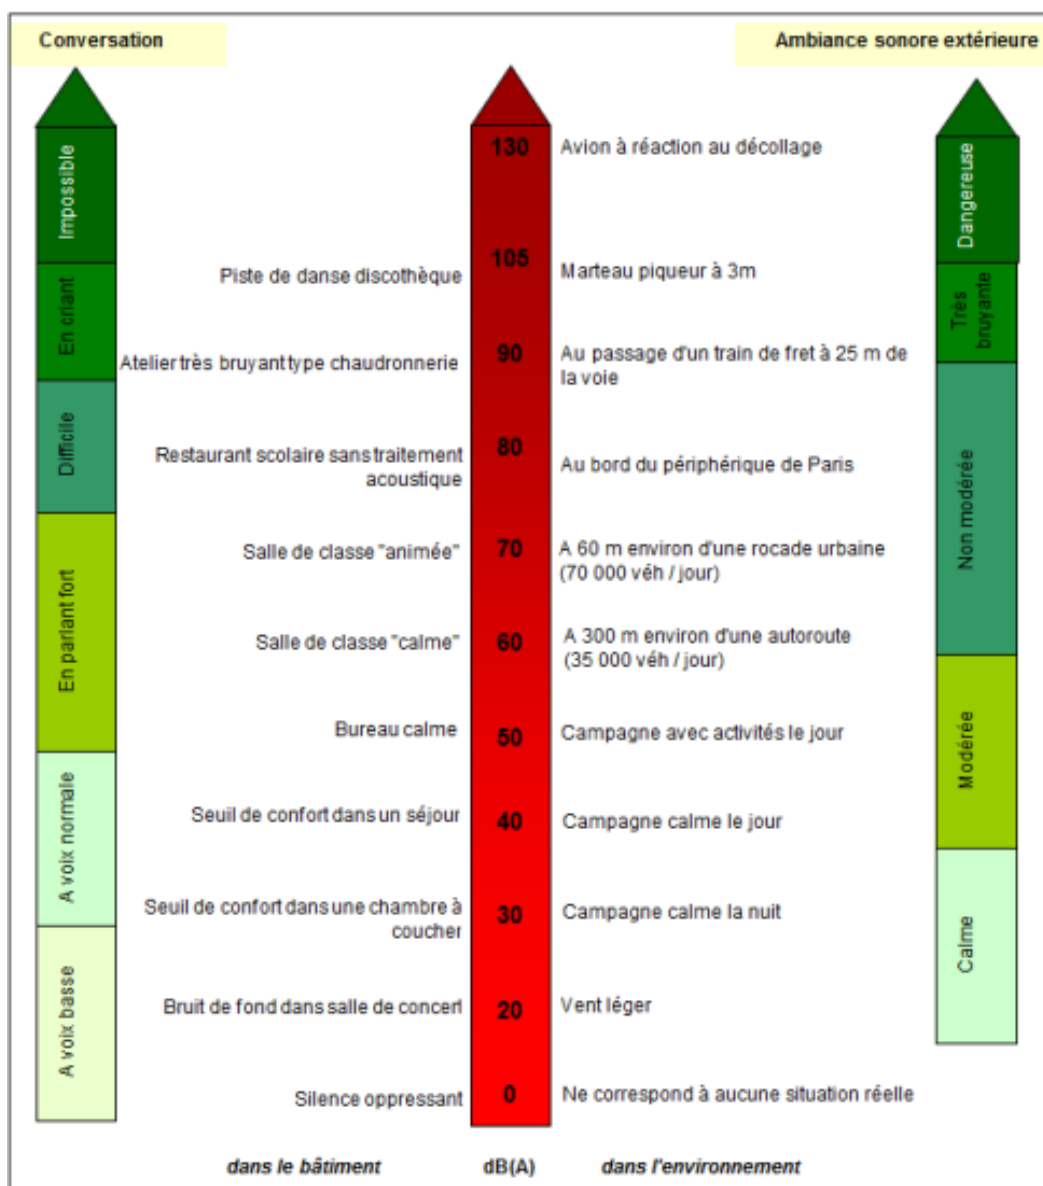 Conversation
Ambiance sonore extérieure
Impossible
En criant
Difficile
En parlant fort
A voix normale
A voix basse
130
Avion à réaction au décollage
105
Piste de danse discothèque
Marteau piqueur à 3m
90
Atelier très bruyant type chaudronnerie
Au passage d'un train de fret à 25 m de
la voie
80
Restaurant scolaire sans traitement
acoustique
Au bord du périphérique de Paris
Salle de classe "animée"
70
A 60 m environ d'une rocade urbaine
(70 000 véh / jour)
Salle de classe "calme"
60
A 300 m environ d'une autoroute
(35 000 véh / jour)
Bureau calme
50
Campagne avec activités le jour
Seuil de confort dans un séjour
40
Campagne calme le jour
Seuil de confort dans une chambre à
coucher
30
Campagne calme la nuit
Bruit de fond dans salle de concert
20
Vent léger
Silence oppressant
0
Ne correspond à aucune situation réelle
Dangereuse
Très
bruyante
Non modérée
Modérée
Calme
dans le bâtiment
dB(A)
dans l'environnement